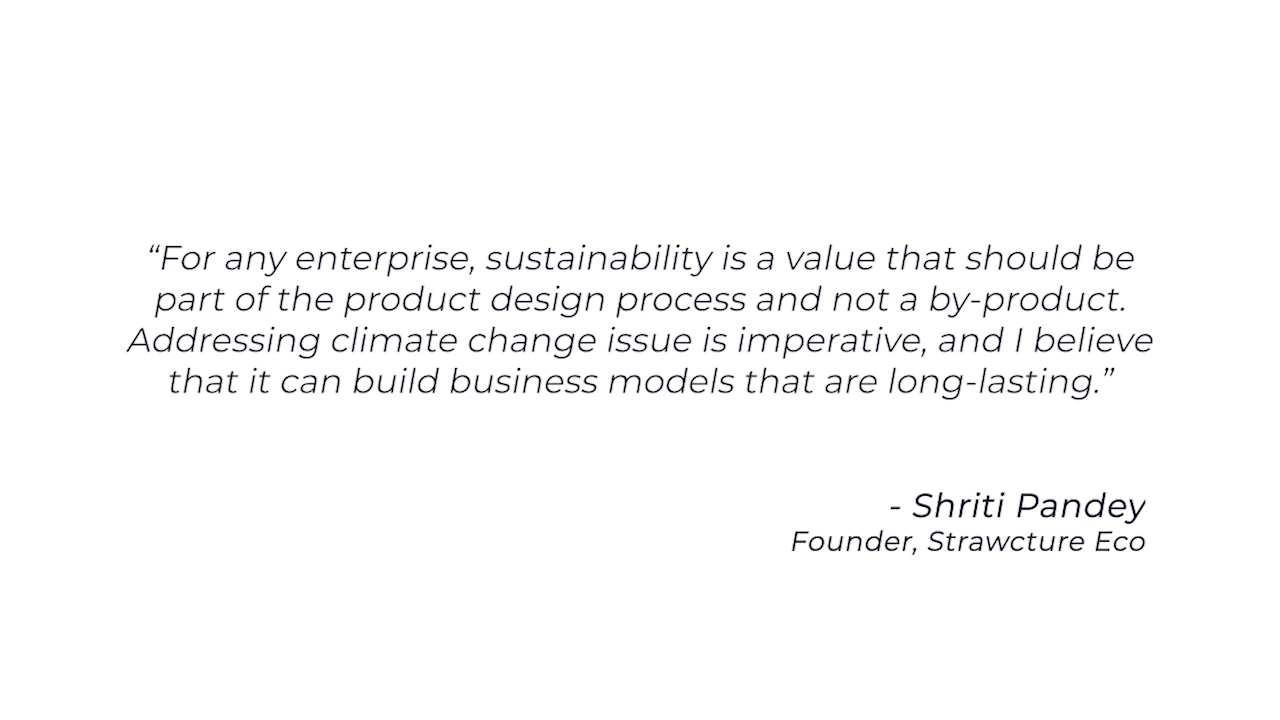 “For any enterprise, sustainability is a value that should be
part of the product design process and not a by-product.
Addressing climate change issue is imperative, and I believe
that it can build business models that are long-lasting.”
- Shriti Pandey
Founder, Strawcture Eco